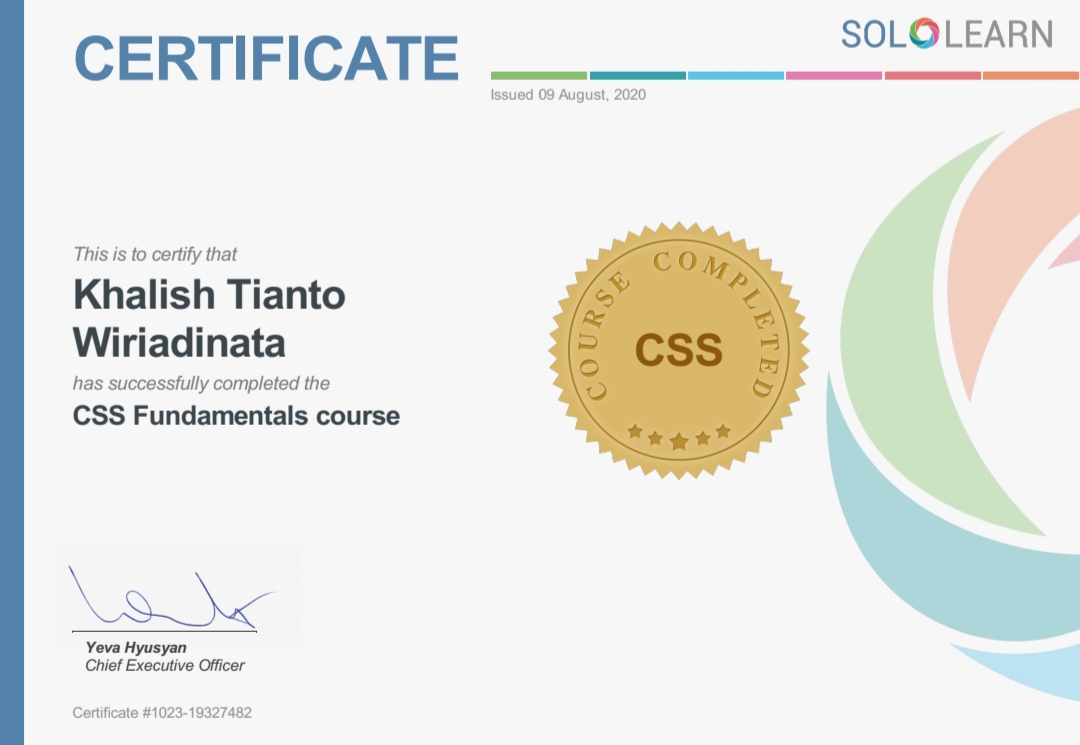 CERTIFICATE
SOLOLEARN
Issued 09 August, 2020
This is to certify that
Khalish Tianto
Wiriadinata
has successfully completed the
CSS Fundamentals course
COURSE COMPLETED
CSS
Yeva Hyusyan
Chief Executive Officer
Certificate #1023-19327482